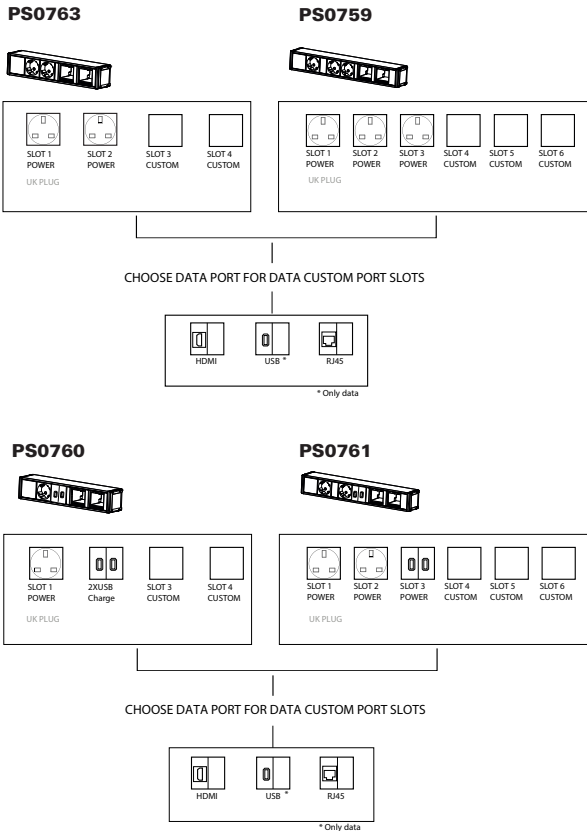 PS0763
PS0759
SLOT 1 SLOT 2 SLOT 3 SLOT 4
POWER POWER CUSTOM CUSTOM
UK PLUG
SLOT 1 SLOT 2 SLOT 3 SLOT 4 SLOT 5 SLOT 6
POWER POWER POWER CUSTOM CUSTOM CUSTOM
UK PLUG
CHOOSE DATA PORT FOR DATA CUSTOM PORT SLOTS
HDMI USB * RJ45
* Only data
PS0760
PS0761
SLOT 1 2XUSB SLOT 3 SLOT 4
POWER Charge CUSTOM CUSTOM
UK PLUG
SLOT 1 SLOT 2 SLOT 3 SLOT 4 SLOT 5 SLOT 6
POWER POWER POWER CUSTOM CUSTOM CUSTOM
UK PLUG
CHOOSE DATA PORT FOR DATA CUSTOM PORT SLOTS
HDMI USB * RJ45
* Only data